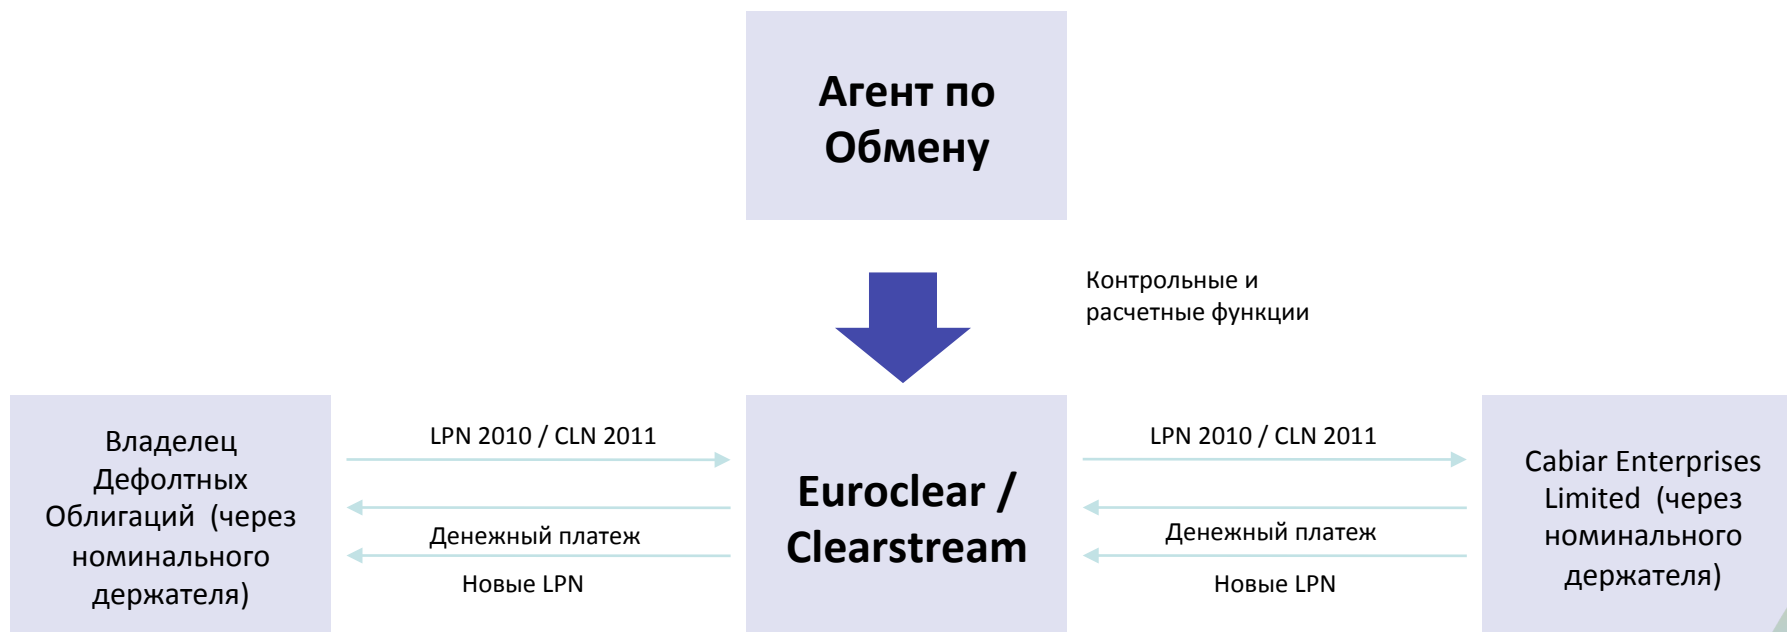 Агент по
Обмену
Контрольные и
расчетные функции
Владелец
Дефолтных
Облигаций (через
номинального
держателя)
LPN 2010 / CLN 2011
Денежный платеж
Новые LPN
Euroclear /
Clearstream
LPN 2010 / CLN 2011
Денежный платеж
Новые LPN
Cabiar Enterprises
Limited (через
номинального
держателя)